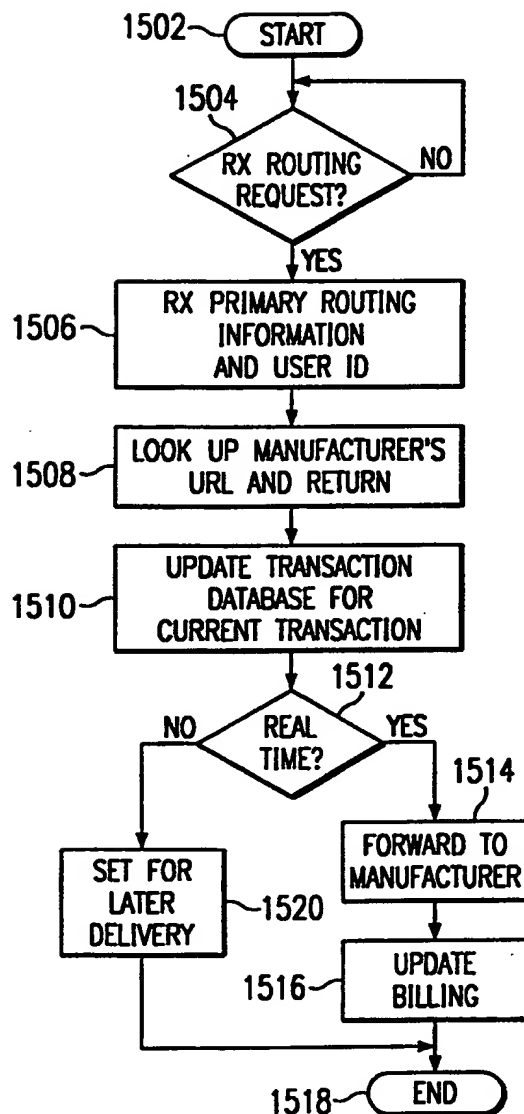 1502
START
1504
RX ROUTING
REQUEST?
NO
YES
1506
RX PRIMARY ROUTING
INFORMATION
AND USER ID
1508
LOOK UP MANUFACTURER'S
URL AND RETURN
1510
UPDATE TRANSACTION
DATABASE FOR
CURRENT TRANSACTION
1512
NO
REAL
TIME?
YES
1514
FORWARD TO
MANUFACTURER
SET FOR
LATER
DELIVERY
1520
1516
UPDATE
BILLING
1518
END